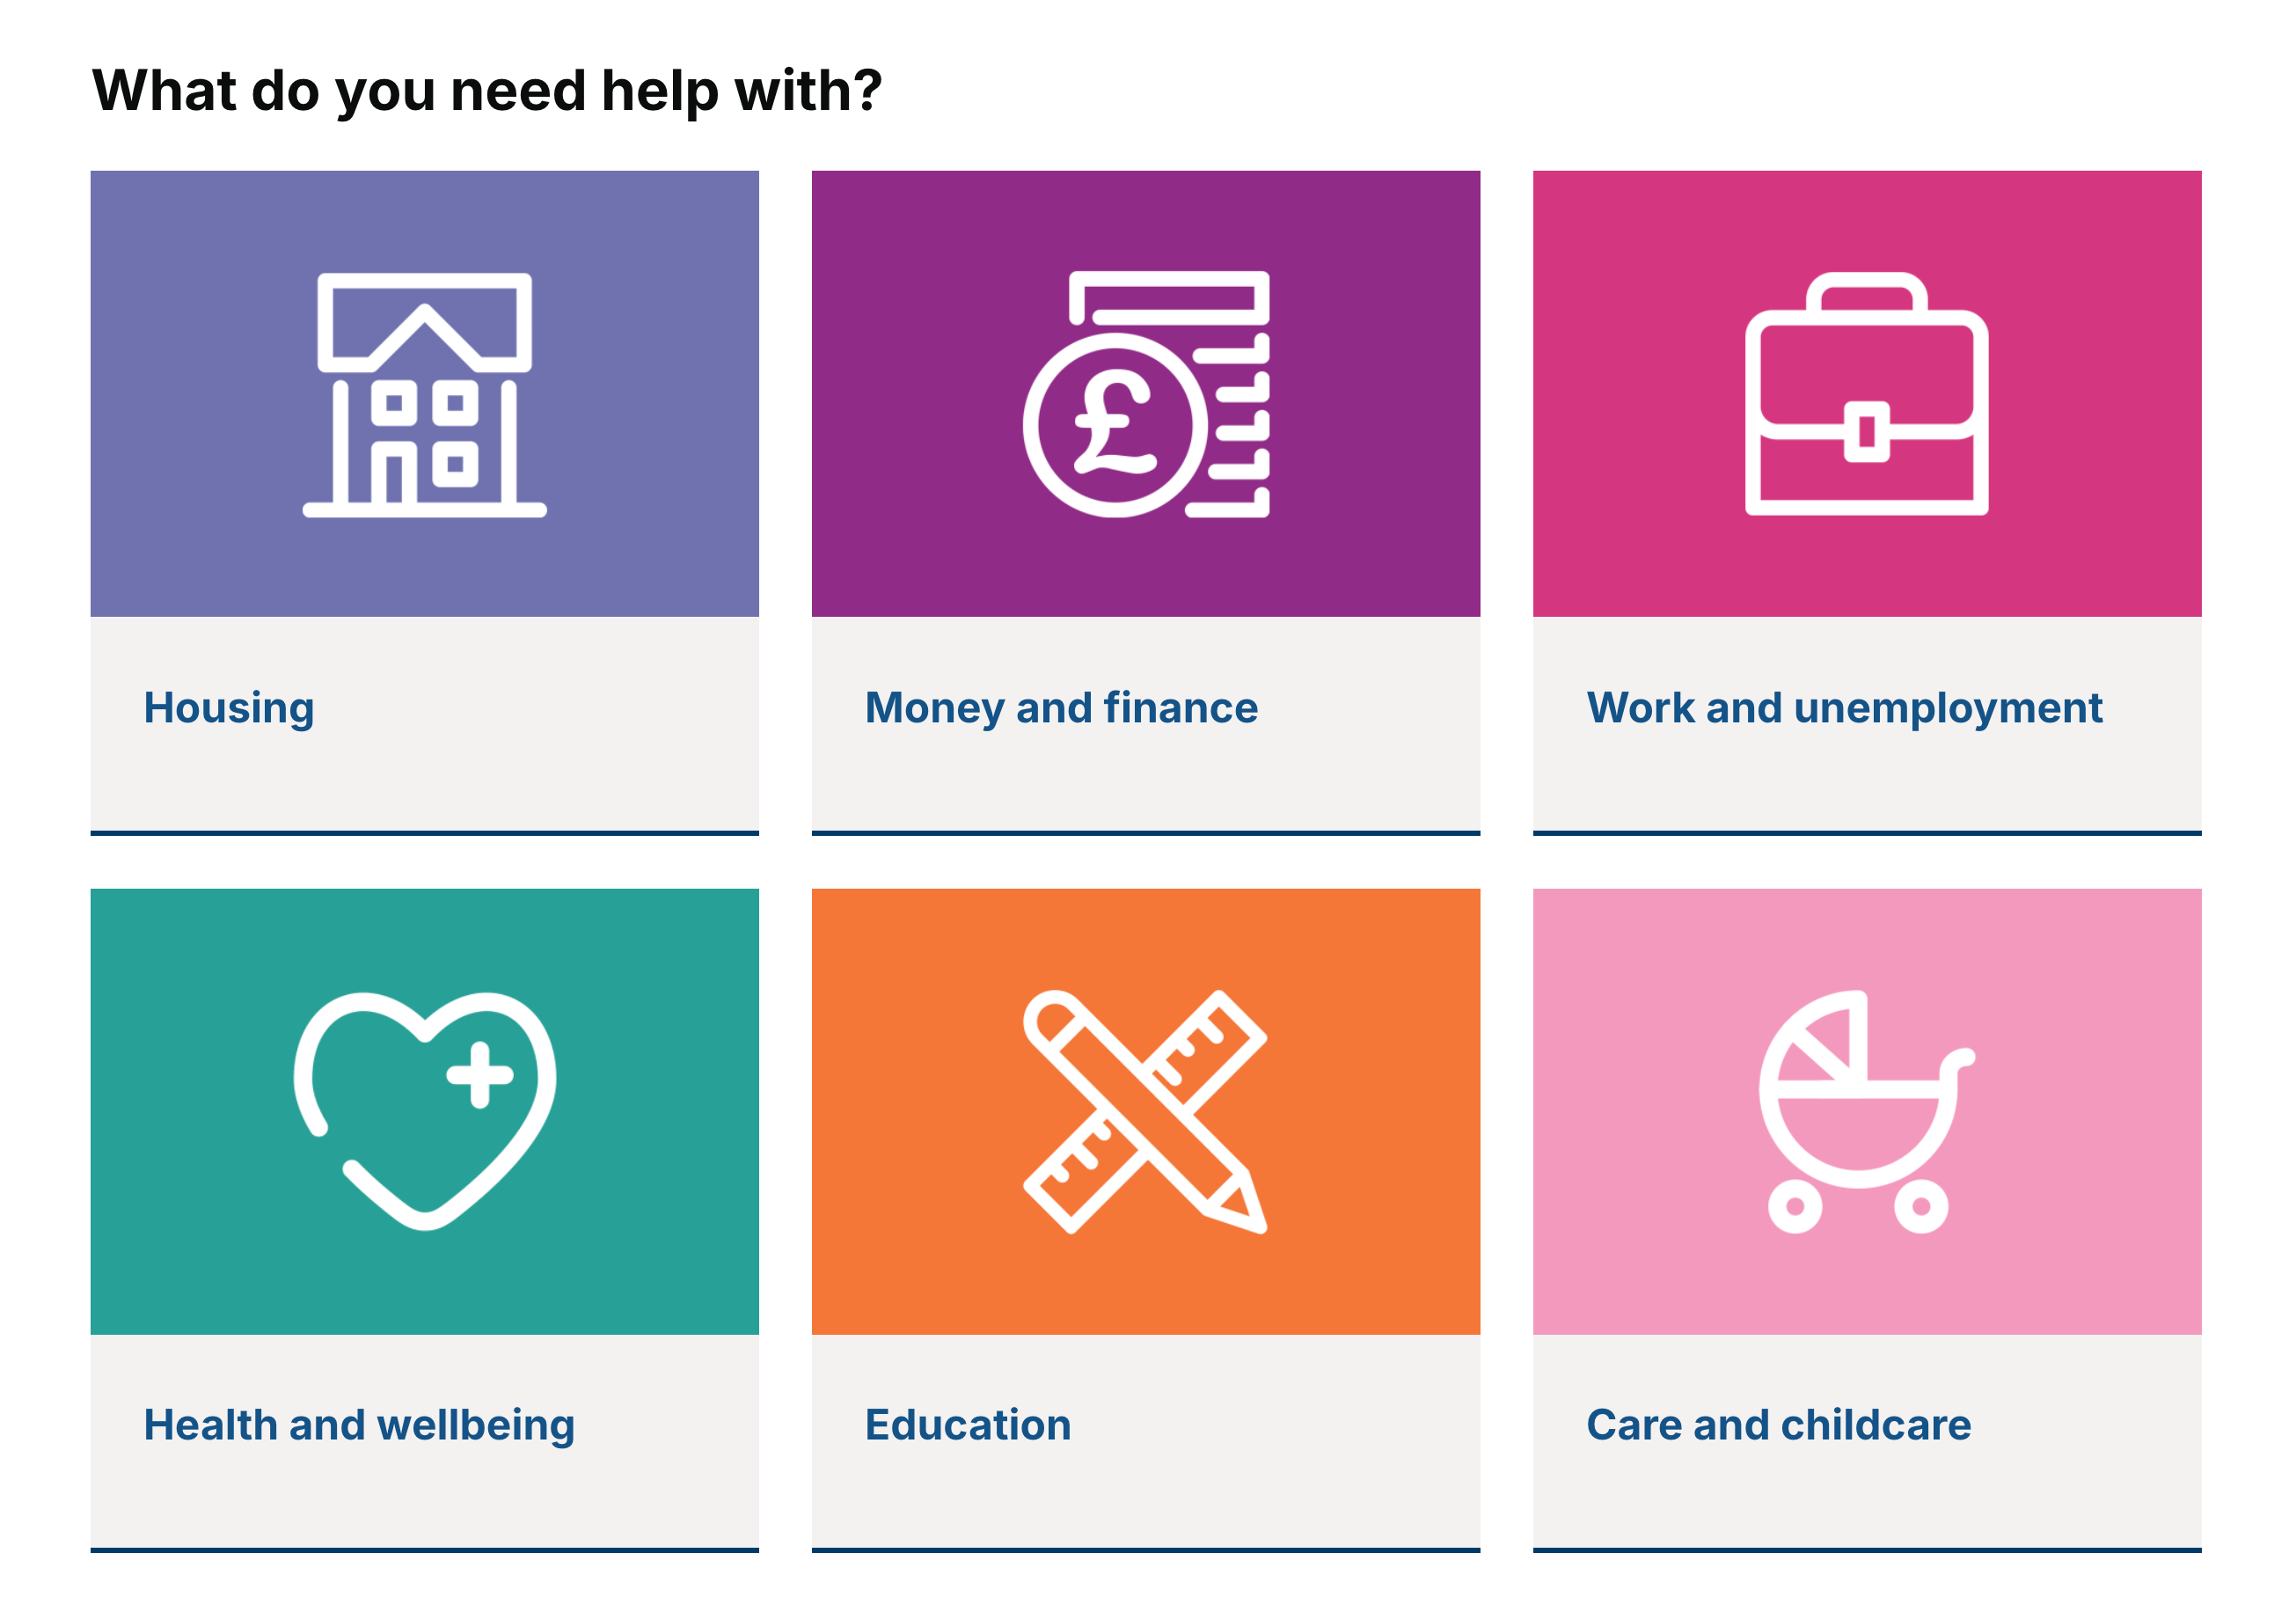 What do you need help with?
£
Housing
Money and finance
Work and unemployment
Health and wellbeing
Education
Care and childcare